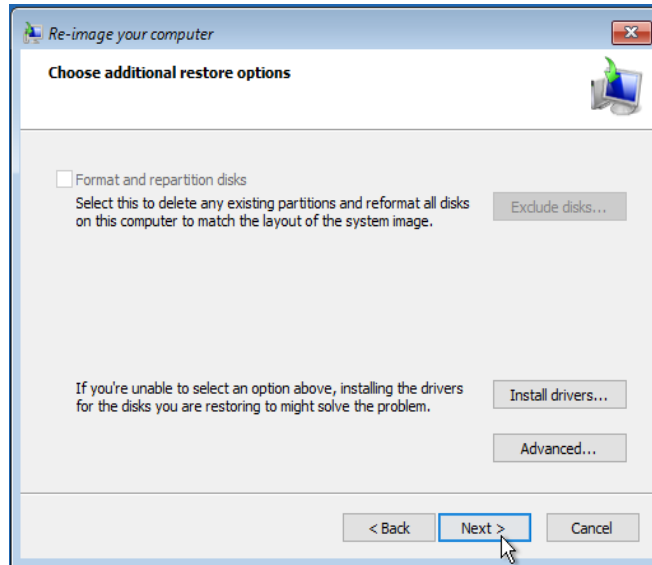 Re-image your computer
Choose additional restore options
Format and repartition disks
Select this to delete any existing partitions and reformat all disks
on this computer to match the layout of the system image.
Exclude disks...
If you're unable to select an option above, installing the drivers
for the disks you are restoring to might solve the problem.
Install drivers...
Advanced...
< Back
Next >
Cancel